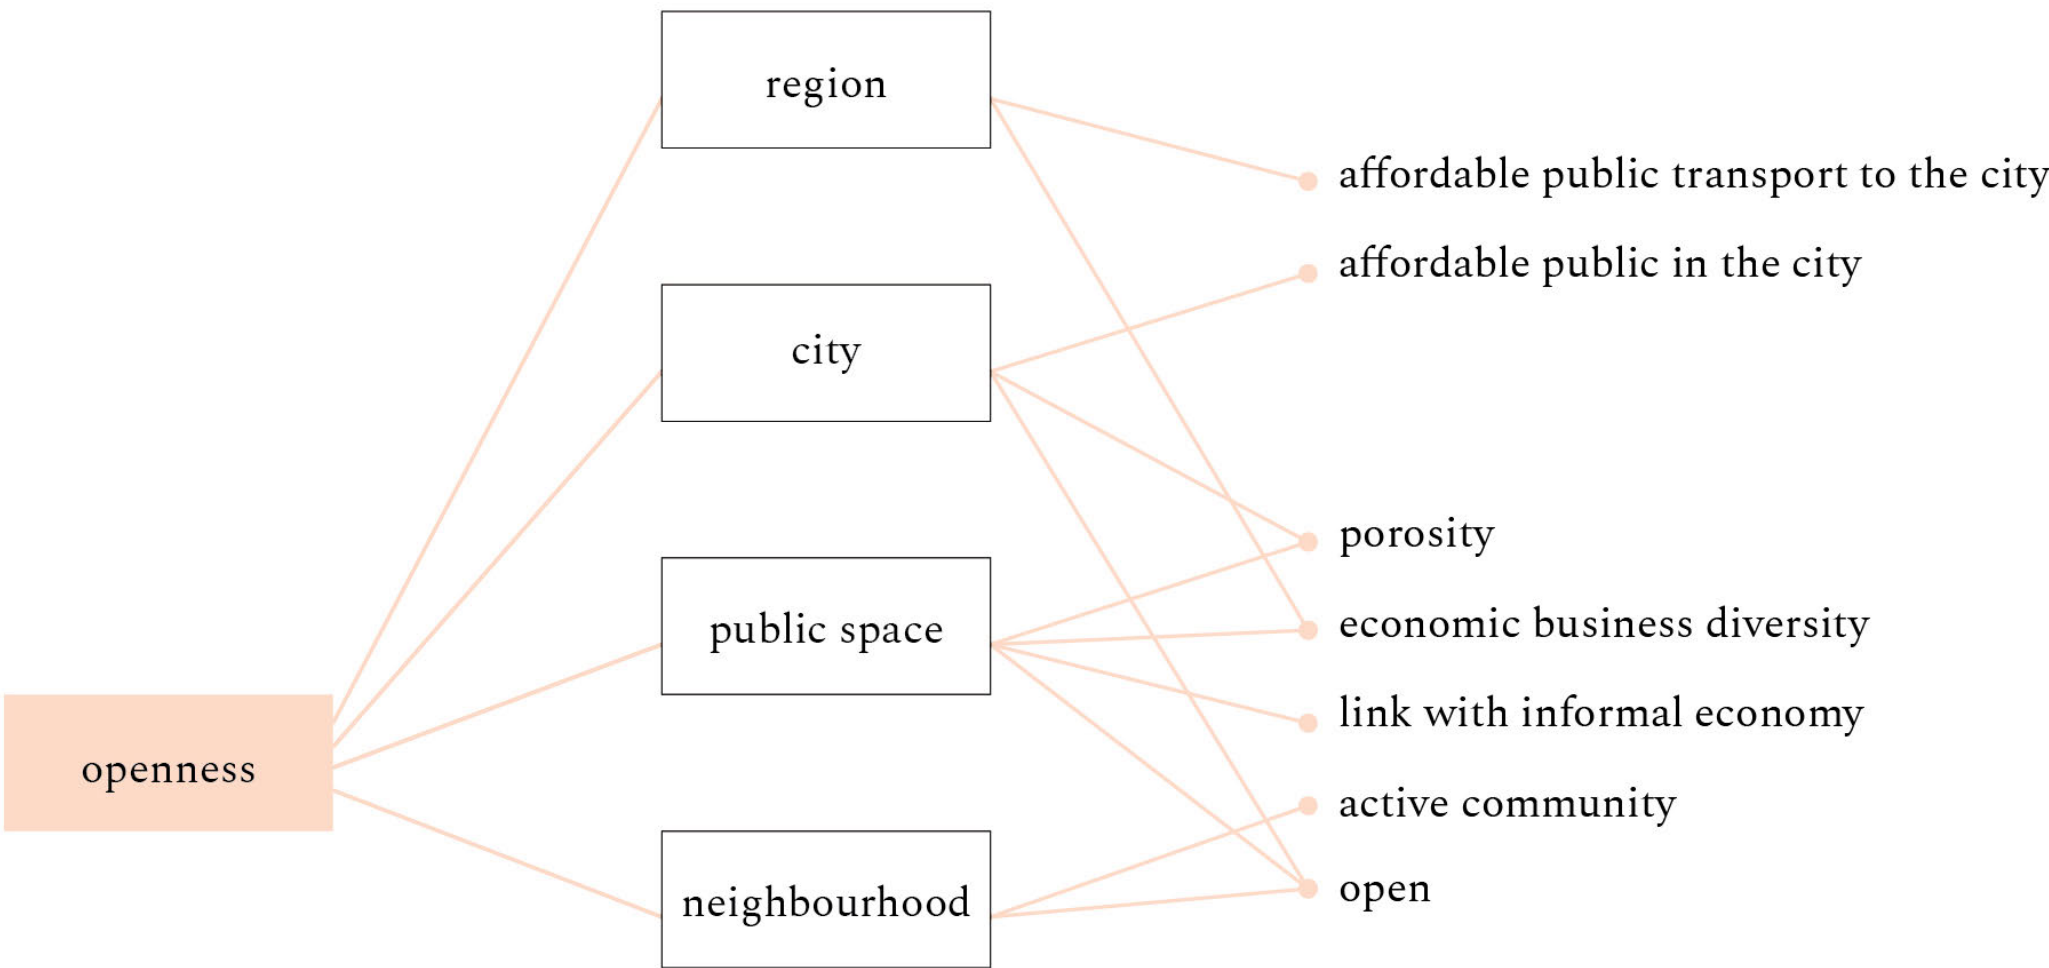 region
affordable public transport to the city
affordable public in the city
city
porosity
public space
economic business diversity
link with informal economy
openness
active community
neighbourhood
open